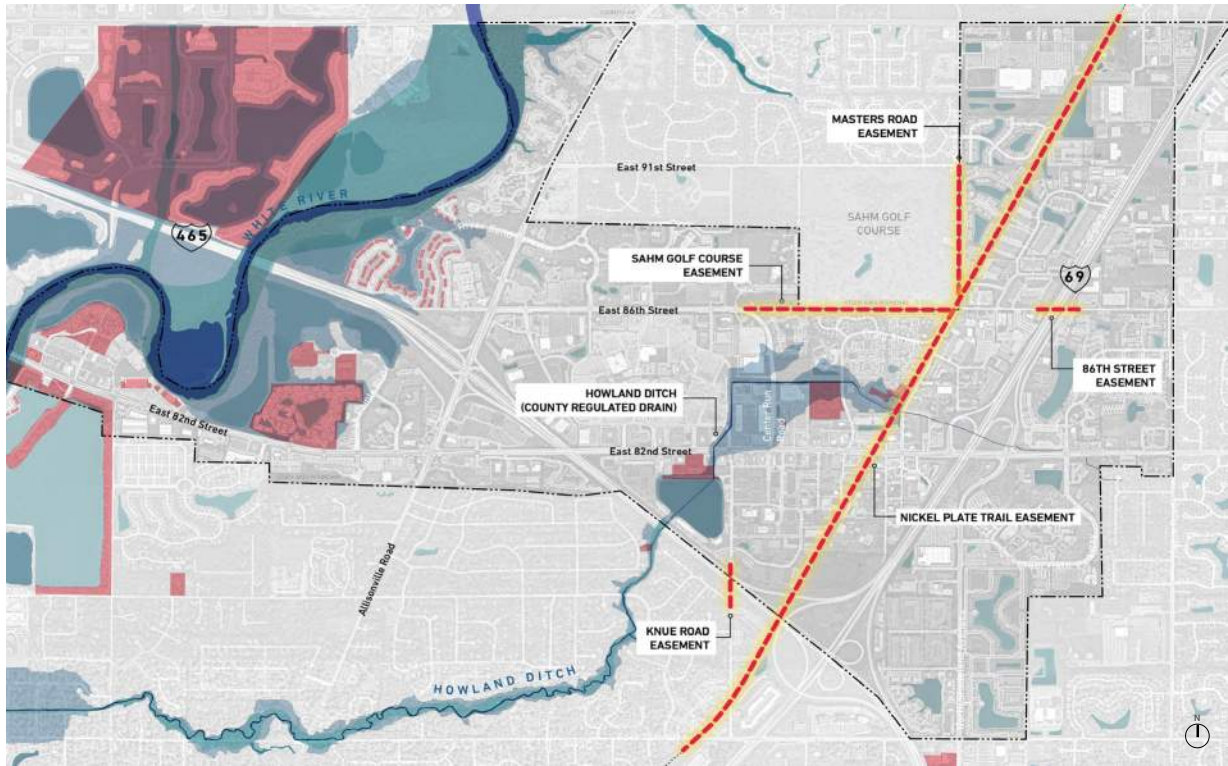 MASTERS ROAD
EASEMENT
East 91st Street
WHITE RIVER
465
SAHM GOLF
COURSE
SAHM GOLF COURSE
EASEMENT
69
East 86th Street
86TH STREET
EASEMENT
HOWLAND DITCH
(COUNTY REGULATED DRAIN)
East 82nd Street
Center Run
Road
East 82nd Street
NICKEL PLATE TRAIL EASEMENT
Allisonville Road
KNUE ROAD
EASEMENT
HOWLAND DITCH
N